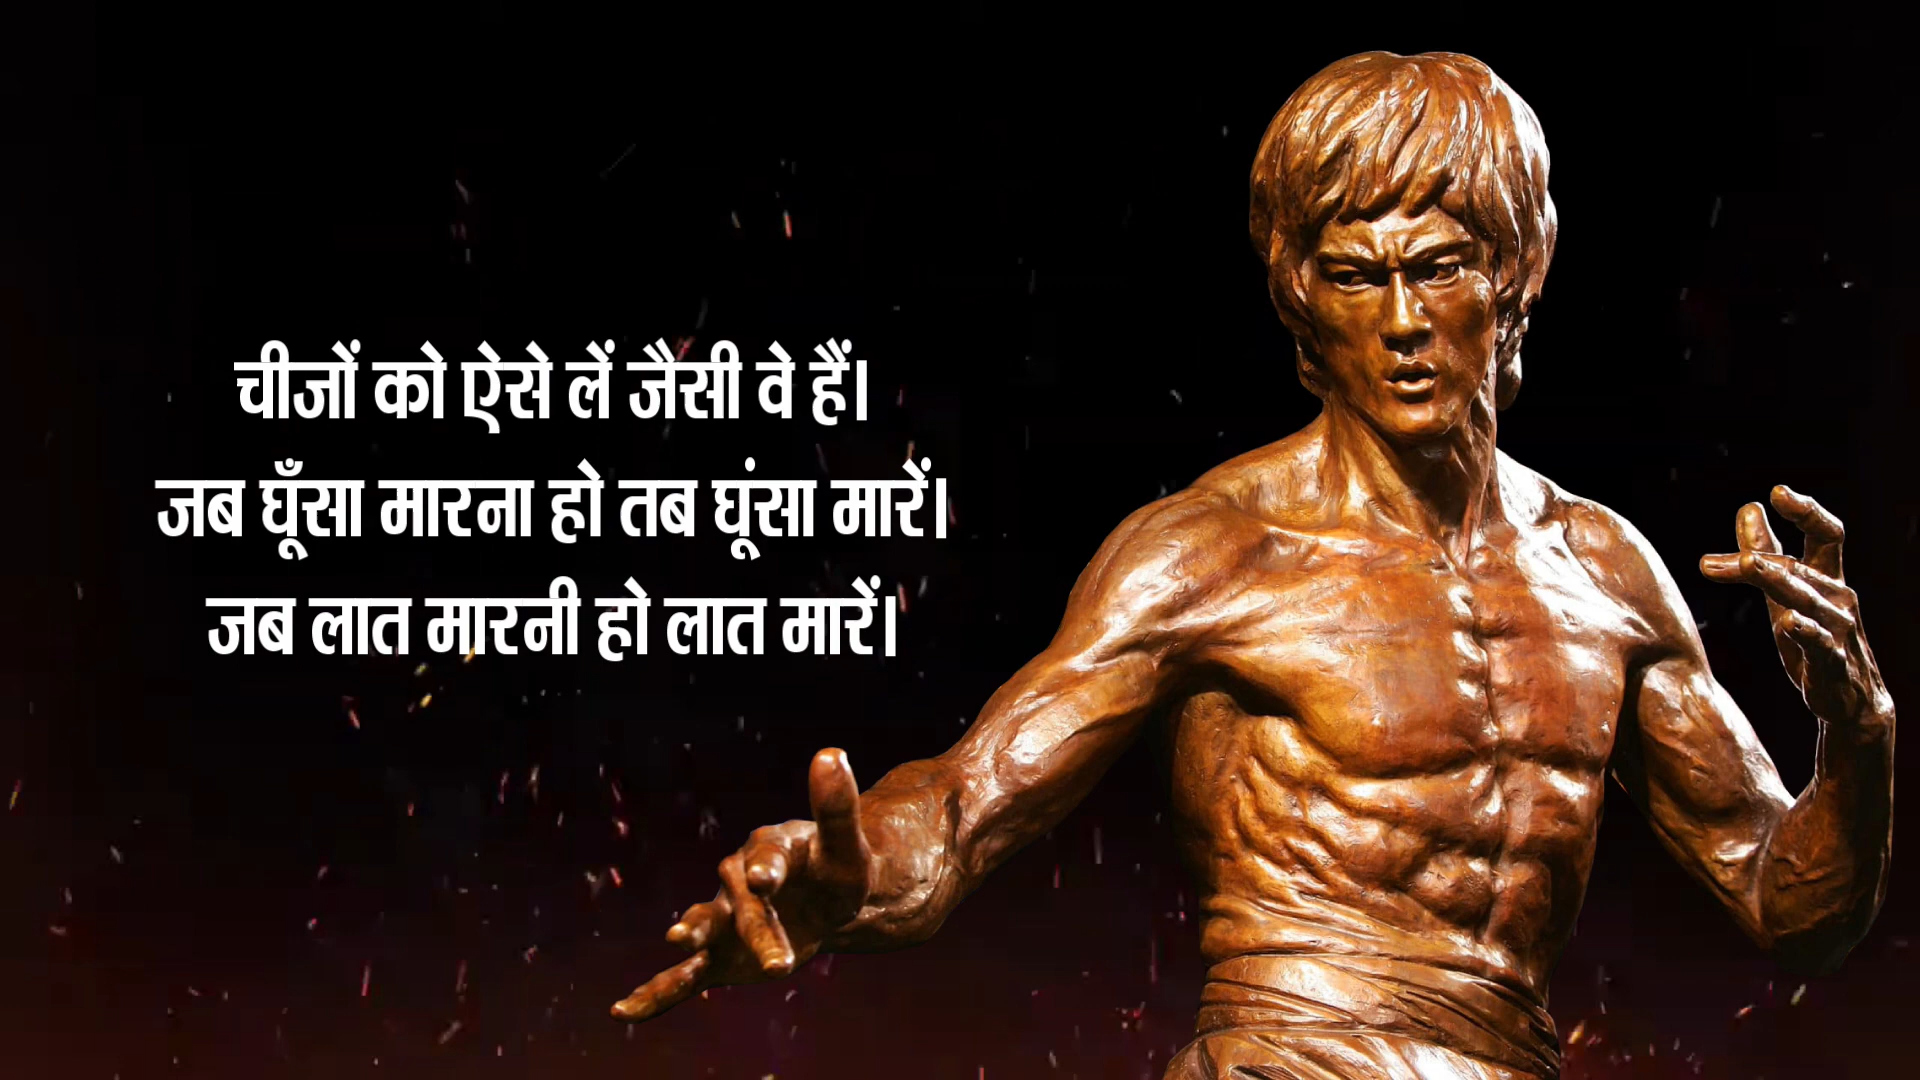 चीजों को ऐसे लें जैसी वे हैं।
जब घूँसा मारना हो तब घूंसा मारें।
जब लात मारनी हो लात मारें।